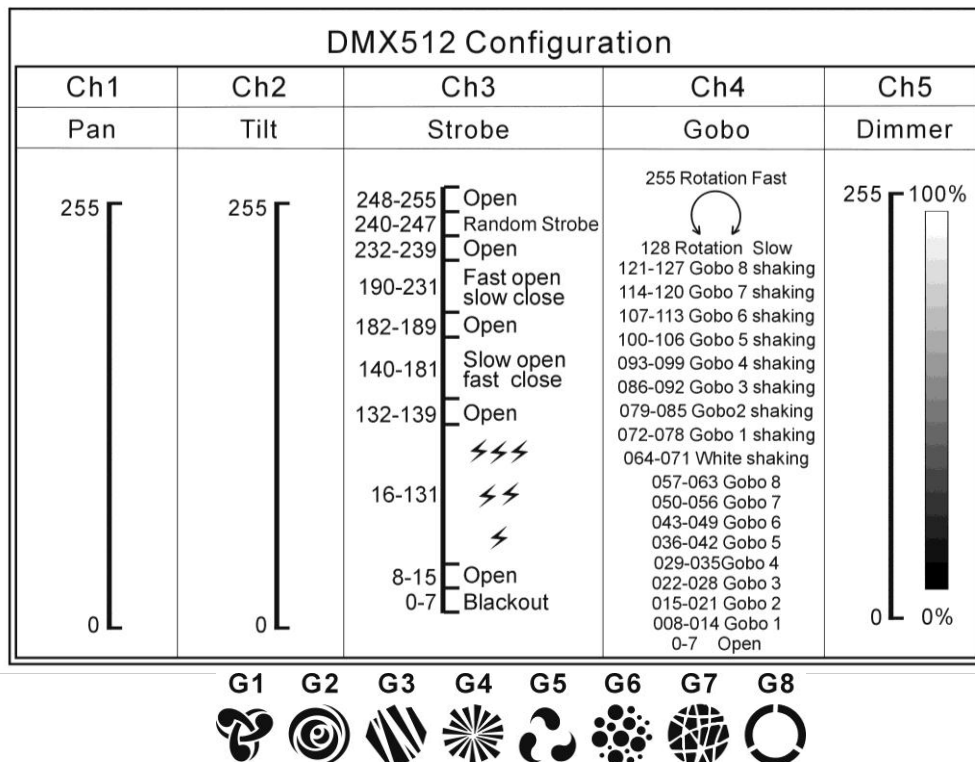 DMX512 Configuration
Ch1 Ch2 Ch3 Ch4 Ch5
Pan Tilt Strobe Gobo Dimmer
255
0
255
0
248-255 Open
240-247 Random Strobe
232-239 Open
190-231 Fast open
slow close
182-189 Open
140-181 Slow open
fast close
132-139 Open
16-131
8-15 Open
0-7 Blackout
255 Rotation Fast
128 Rotation Slow
121-127 Gobo 8 shaking
114-120 Gobo 7 shaking
107-113 Gobo 6 shaking
100-106 Gobo 5 shaking
093-099 Gobo 4 shaking
086-092 Gobo 3 shaking
079-085 Gobo2 shaking
072-078 Gobo 1 shaking
064-071 White shaking
057-063 Gobo 8
050-056 Gobo 7
043-049 Gobo 6
036-042 Gobo 5
029-035Gobo 4
022-028 Gobo 3
015-021 Gobo 2
008-014 Gobo 1
0-7 Open
255 100%
0 0%
G1 G2 G3 G4 G5 G6 G7 G8